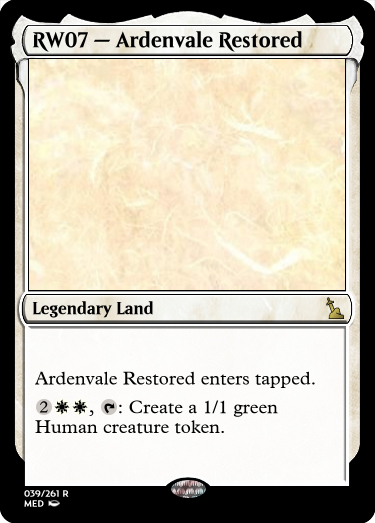 RW07 — Ardenvale Restored
Legendary Land
Ardenvale Restored enters tapped.
2, : Create a 1/1 green
Human creature token.
039/261 R
MED